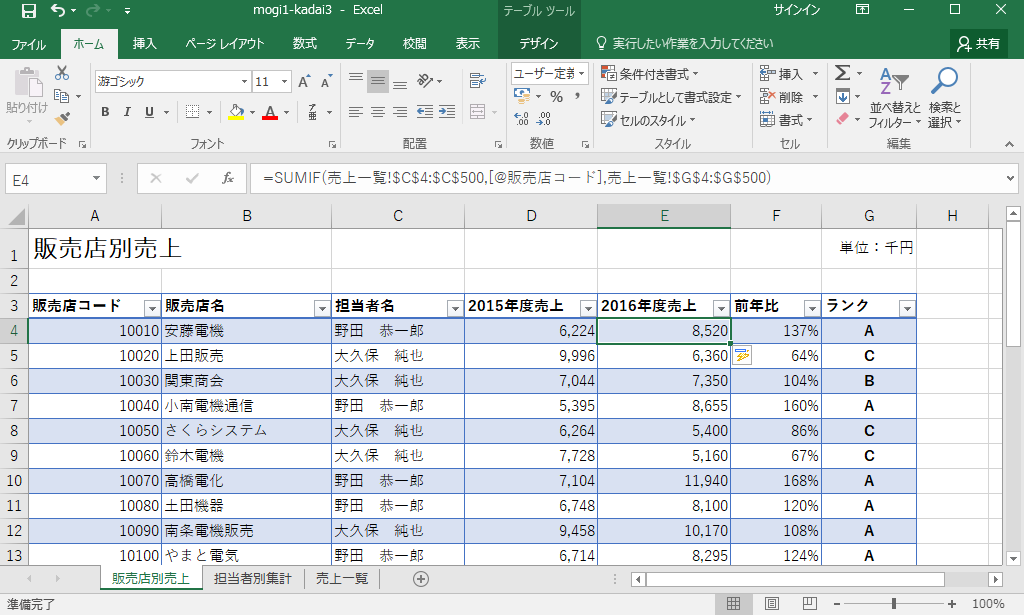 mogi1-kadai3 - Excel
テーブル ツール
サインイン
ファイル ホーム 挿入 ページ レイアウト 数式 データ 校閲 表示 デザイン 実行したい作業を入力してください 共有
貼り付け
游ゴシック 11
B I U
ユーザー定義
%
条件付き書式
テーブルとして書式設定
セルのスタイル
挿入
削除
書式
並べ替えと
フィルター
検索と
選択
クリップボード フォント 配置 数値 スタイル セル 編集
E4 fx =SUMIF(売上一覧!$C$4:$C$500,[@販売店コード],売上一覧!$G$4:$G$500)
A B C D E F G H
1 販売店別売上 単位：千円
2
3 販売店コード 販売店名 担当者名 2015年度売上 2016年度売上 前年比 ランク
4 10010 安藤電機 野田　恭一郎 6,224 8,520 137% A
5 10020 上田販売 大久保　純也 9,996 6,360 64% C
6 10030 関東商会 大久保　純也 7,044 7,350 104% B
7 10040 小南電機通信 野田　恭一郎 5,395 8,655 160% A
8 10050 さくらシステム 大久保　純也 6,264 5,400 86% C
9 10060 鈴木電機 大久保　純也 7,728 5,160 67% C
10 10070 高橋電化 野田　恭一郎 7,104 11,940 168% A
11 10080 土田機器 野田　恭一郎 6,748 8,100 120% A
12 10090 南条電機販売 大久保　純也 9,458 10,170 108% A
13 10100 やまと電気 野田　恭一郎 6,714 8,295 124% A
販売店別売上 担当者別集計 売上一覧
準備完了 100%